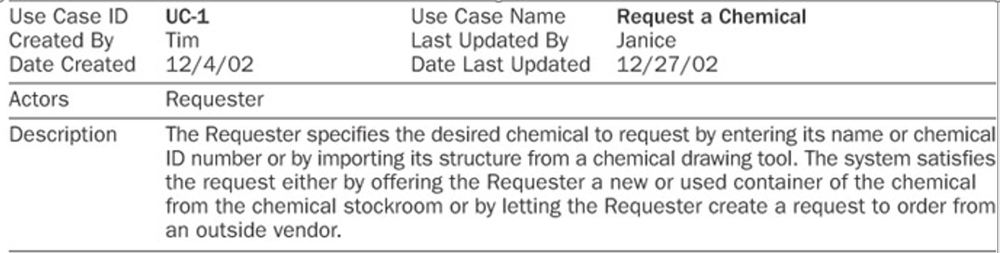 Use Case ID UC-1 Use Case Name Request a Chemical
Created By Tim Last Updated By Janice
Date Created 12/4/02 Date Last Updated 12/27/02
Actors Requester
Description The Requester specifies the desired chemical to request by entering its name or chemical
ID number or by importing its structure from a chemical drawing tool. The system satisfies
the request either by offering the Requester a new or used container of the chemical
from the chemical stockroom or by letting the Requester create a request to order from
an outside vendor.